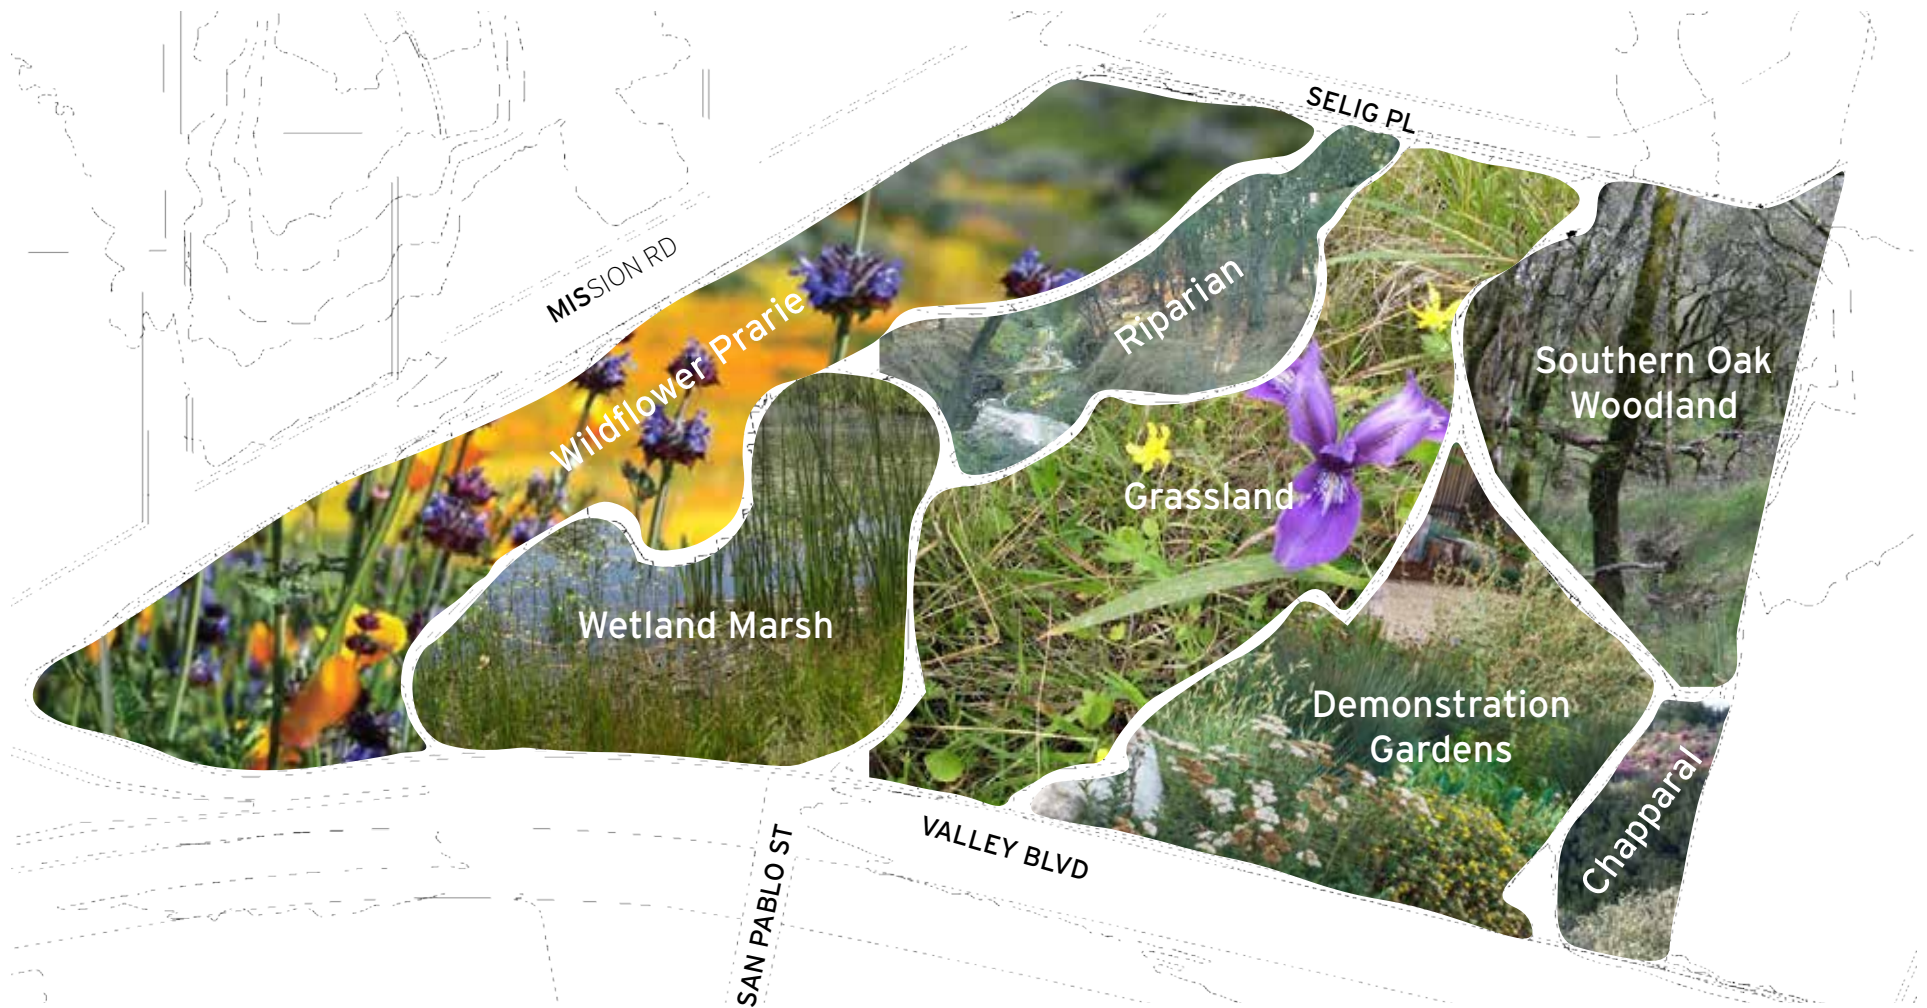 SELIG PL
MISSION RD
Wildflower Prarie
Riparian
Southern Oak
Woodland
Grassland
Wetland Marsh
Demonstration
Gardens
Chapparal
VALLEY BLVD
SAN PABLO ST